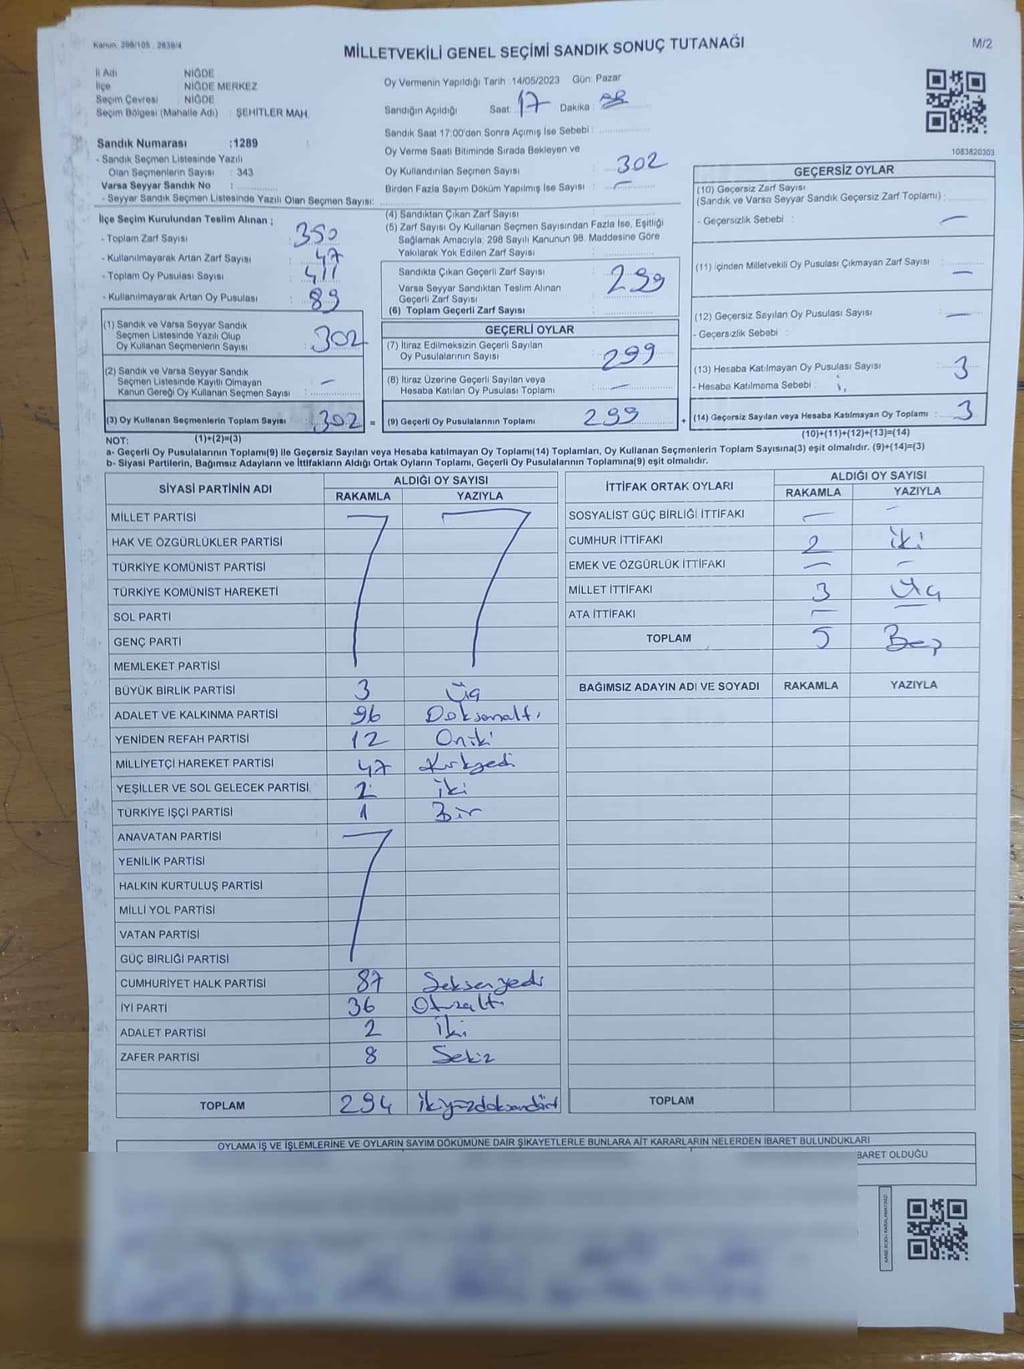 Kanun: 298/105 : 2839/4
MİLLETVEKİLİ GENEL SEÇİMİ SANDIK SONUÇ TUTANAĞI
M/2
İl Adı : NİĞDE
İlçe : NİĞDE MERKEZ
Seçim Çevresi : NİĞDE
Seçim Bölgesi (Mahalle Adı) : ŞEHİTLER MAH.
Sandık Numarası :1289
- Sandık Seçmen Listesinde Yazılı
Olan Seçmenlerin Sayısı : 343
Varsa Seyyar Sandık No :
- Seyyar Sandık Seçmen Listesinde Yazılı Olan Seçmen Sayısı:
Oy Vermenin Yapıldığı Tarih :14/05/2023 Gün: Pazar
Sandığın Açıldığı Saat: 17 Dakika
Sandık Saat 17:00'den Sonra Açımış İse Sebebi :
Oy Verme Saati Bitiminde Sırada Bekleyen ve
Oy Kullandırılan Seçmen Sayısı : 302
Birden Fazla Sayım Döküm Yapılmış İse Sayısı : —
1083820303
İlçe Seçim Kurulundan Teslim Alınan ;
- Toplam Zarf Sayısı : 350
- Kullanılmayarak Artan Zarf Sayısı : 47
- Toplam Oy Pusulası Sayısı : 411
- Kullanılmayarak Artan Oy Pusulası : 89
(1) Sandık ve Varsa Seyyar Sandık
Seçmen Listesinde Yazılı Olup
Oy Kullanan Seçmenlerin Sayısı : 302
(2) Sandık ve Varsa Seyyar Sandık
Seçmen Listesinde Kayıtlı Olmayan
Kanun Gereği Oy Kullanan Seçmen Sayısı : —
(3) Oy Kullanan Seçmenlerin Toplam Sayısı : 302 =
(4) Sandıktan Çıkan Zarf Sayısı :
(5) Zarf Sayısı Oy Kullanan Seçmen Sayısından Fazla İse, Eşitliği
Sağlamak Amacıyla; 298 Sayılı Kanunun 98. Maddesine Göre
Yakılarak Yok Edilen Zarf Sayısı :
Sandıkta Çıkan Geçerli Zarf Sayısı : 299
Varsa Seyyar Sandıktan Teslim Alınan
Geçerli Zarf Sayısı
(6) Toplam Geçerli Zarf Sayısı :
GEÇERLİ OYLAR
(7) İtiraz Edilmeksizin Geçerli Sayılan
Oy Pusulalarının Sayısı : 299
(8) İtiraz Üzerine Geçerli Sayılan veya
Hesaba Katılan Oy Pusulası Toplamı : —
(9) Geçerli Oy Pusulalarının Toplamı : 299 +
GEÇERSİZ OYLAR
(10) Geçersiz Zarf Sayısı
(Sandık ve Varsa Seyyar Sandık Geçersiz Zarf Toplamı) :
- Geçersizlik Sebebi : —
(11) İçinden Milletvekili Oy Pusulası Çıkmayan Zarf Sayısı : —
(12) Geçersiz Sayılan Oy Pusulası Sayısı : —
- Geçersizlik Sebebi :
(13) Hesaba Katılmayan Oy Pusulası Sayısı : 3
- Hesaba Katılmama Sebebi :
(14) Geçersiz Sayılan veya Hesaba Katılmayan Oy Toplamı : 3
NOT: (1)+(2)=(3) (10)+(11)+(12)+(13)=(14)
a- Geçerli Oy Pusulasının Toplamı(9) ile Geçersiz Sayılan veya Hesaba katılmayan Oy Toplamı(14) Toplamları, Oy Kullanan Seçmenlerin Toplam Sayısına(3) eşit olmalıdır. (9)+(14)=(3)
b- Siyasi Partilerin, Bağımsız Adayların ve İttifakların Aldığı Ortak Oyların Toplamı, Geçerli Oy Pusulalarının Toplamına(9) eşit olmalıdır.
SİYASİ PARTİNİN ADI ALDIĞI OY SAYISI
RAKAMLA YAZIYLA
MİLLET PARTİSİ
HAK VE ÖZGÜRLÜKLER PARTİSİ
TÜRKİYE KOMÜNİST PARTİSİ
TÜRKİYE KOMÜNİST HAREKETİ
SOL PARTİ
GENÇ PARTİ
MEMLEKET PARTİSİ
BÜYÜK BİRLİK PARTİSİ 3 Üç
ADALET VE KALKINMA PARTİSİ 96 Doksanaltı
YENİDEN REFAH PARTİSİ 12 Oniki
MİLLİYETÇİ HAREKET PARTİSİ 47 Kırkyedi
YEŞİLLER VE SOL GELECEK PARTİSİ 2 İki
TÜRKİYE İŞÇİ PARTİSİ 1 Bir
ANAVATAN PARTİSİ
YENİLİK PARTİSİ
HALKIN KURTULUŞ PARTİSİ
MİLLİ YOL PARTİSİ
VATAN PARTİSİ
GÜÇ BİRLİĞİ PARTİSİ
CUMHURİYET HALK PARTİSİ 87 Seksenyedi
İYİ PARTİ 36 Otuzaltı
ADALET PARTİSİ 2 İki
ZAFER PARTİSİ 8 Sekiz
TOPLAM 294 ikiyüzdoksandört
İTTİFAK ORTAK OYLARI ALDIĞI OY SAYISI
RAKAMLA YAZIYLA
SOSYALİST GÜÇ BİRLİĞİ İTTİFAKI — —
CUMHUR İTTİFAKI 2 iki
EMEK VE ÖZGÜRLÜK İTTİFAKI — —
MİLLET İTTİFAKI 3 Üç
ATA İTTİFAKI — —
TOPLAM 5 Beş
BAĞIMSIZ ADAYIN ADI VE SOYADI RAKAMLA YAZIYLA
TOPLAM
OYLAMA İŞ VE İŞLEMLERİNE VE OYLARIN SAYIM DÖKÜMÜNE DAİR ŞİKAYETLERLE BUNLARA AİT KARARLARIN NELERDEN İBARET BULUNDUKLARI
BARET OLDUĞU